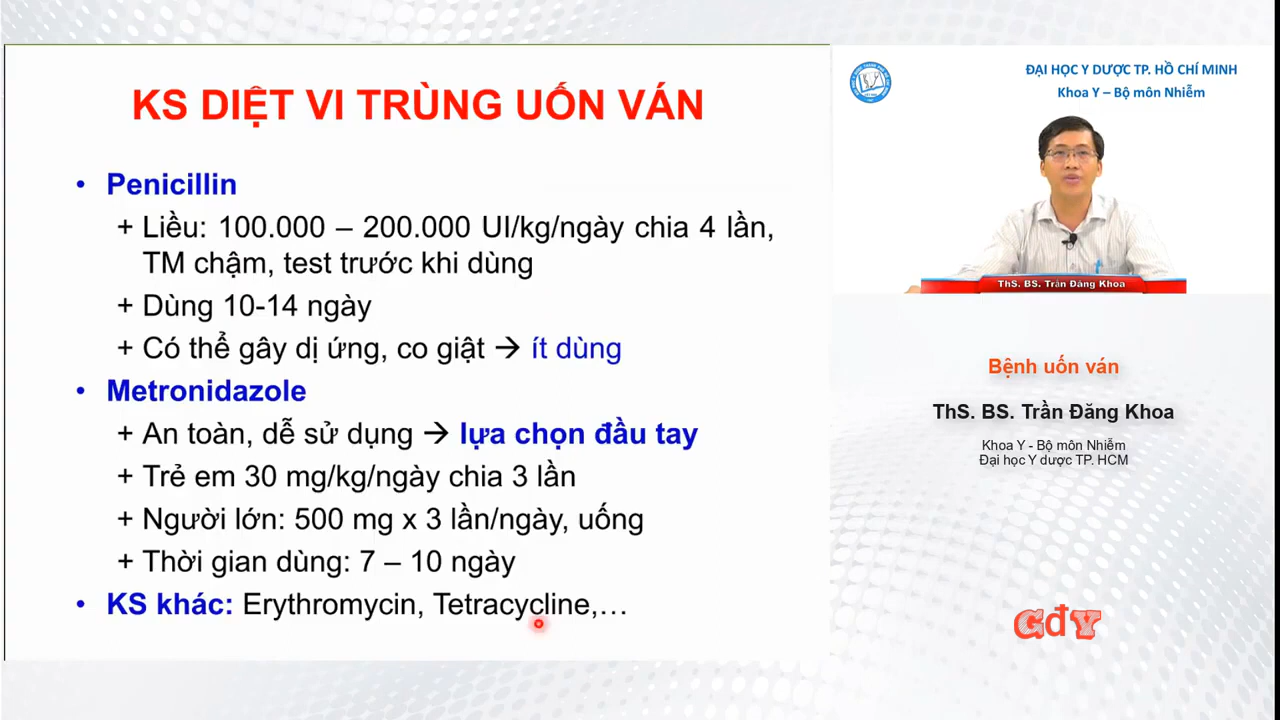 KS DIỆT VI TRÙNG UỐN VÁN
• Penicillin
+ Liều: 100.000 – 200.000 UI/kg/ngày chia 4 lần,
TM chậm, test trước khi dùng
+ Dùng 10-14 ngày
+ Có thể gây dị ứng, co giật → ít dùng
• Metronidazole
+ An toàn, dễ sử dụng → lựa chọn đầu tay
+ Trẻ em 30 mg/kg/ngày chia 3 lần
+ Người lớn: 500 mg x 3 lần/ngày, uống
+ Thời gian dùng: 7 – 10 ngày
• KS khác: Erythromycin, Tetracycline,…
ĐẠI HỌC Y DƯỢC TP. HỒ CHÍ MINH
Khoa Y – Bộ môn Nhiễm
ThS. BS. Trần Đăng Khoa
Bệnh uốn ván
ThS. BS. Trần Đăng Khoa
Khoa Y - Bộ môn Nhiễm
Đại học Y dược TP. HCM
GđY